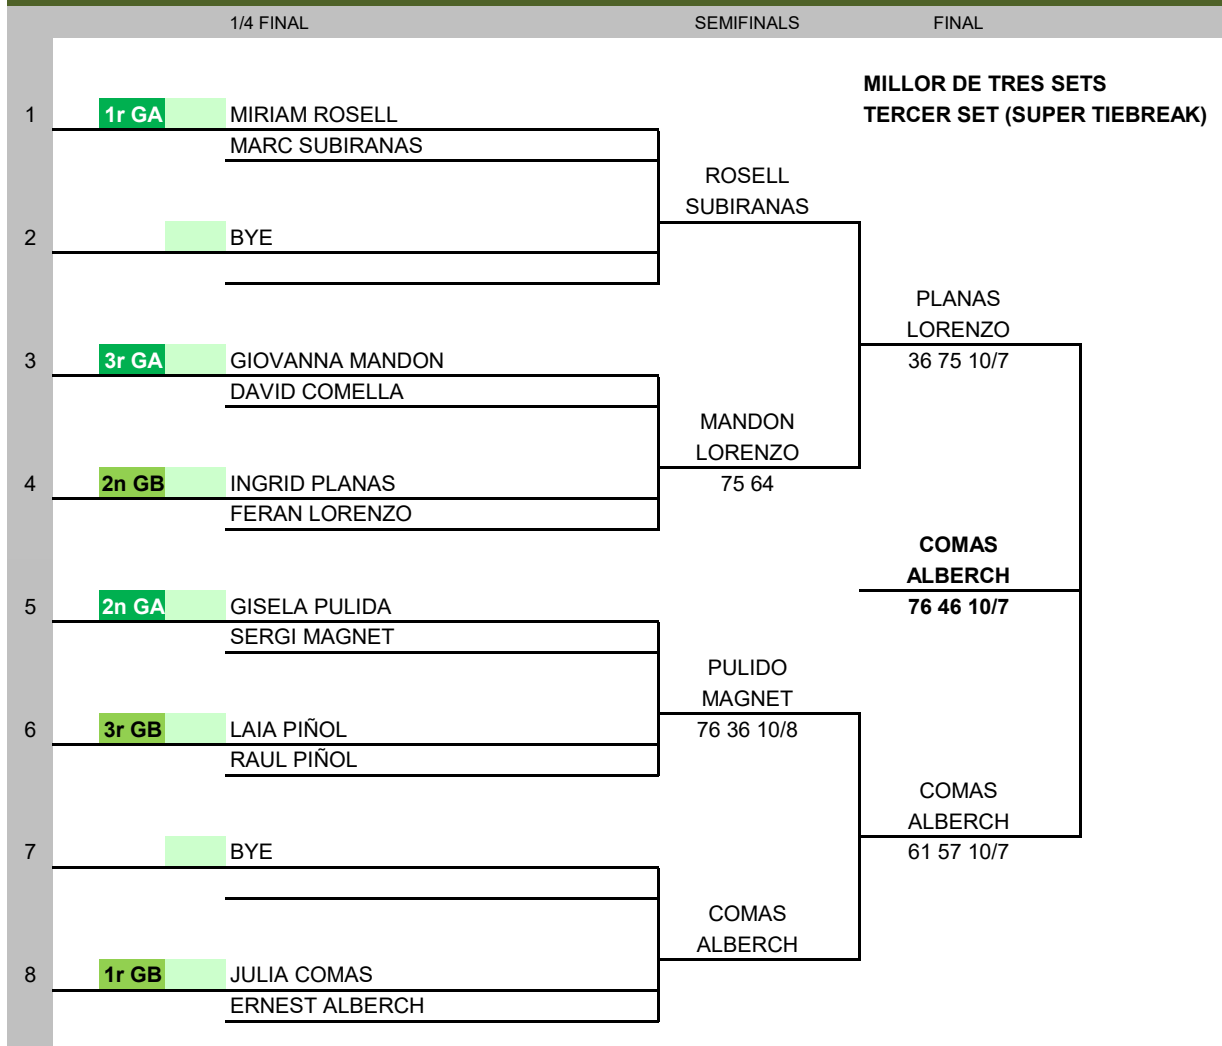 1/4 FINAL SEMIFINALS FINAL
MILLOR DE TRES SETS
1 1r GA MIRIAM ROSELL TERCER SET (SUPER TIEBREAK)
MARC SUBIRANAS
ROSELL
SUBIRANAS
2 BYE
PLANAS
LORENZO
3 3r GA GIOVANNA MANDON 36 75 10/7
DAVID COMELLA
MANDON
LORENZO
4 2n GB INGRID PLANAS 75 64
FERAN LORENZO
COMAS
ALBERCH
5 2n GA GISELA PULIDA 76 46 10/7
SERGI MAGNET
PULIDO
MAGNET
6 3r GB LAIA PIÑOL 76 36 10/8
RAUL PIÑOL
COMAS
ALBERCH
7 BYE 61 57 10/7
COMAS
ALBERCH
8 1r GB JULIA COMAS
ERNEST ALBERCH